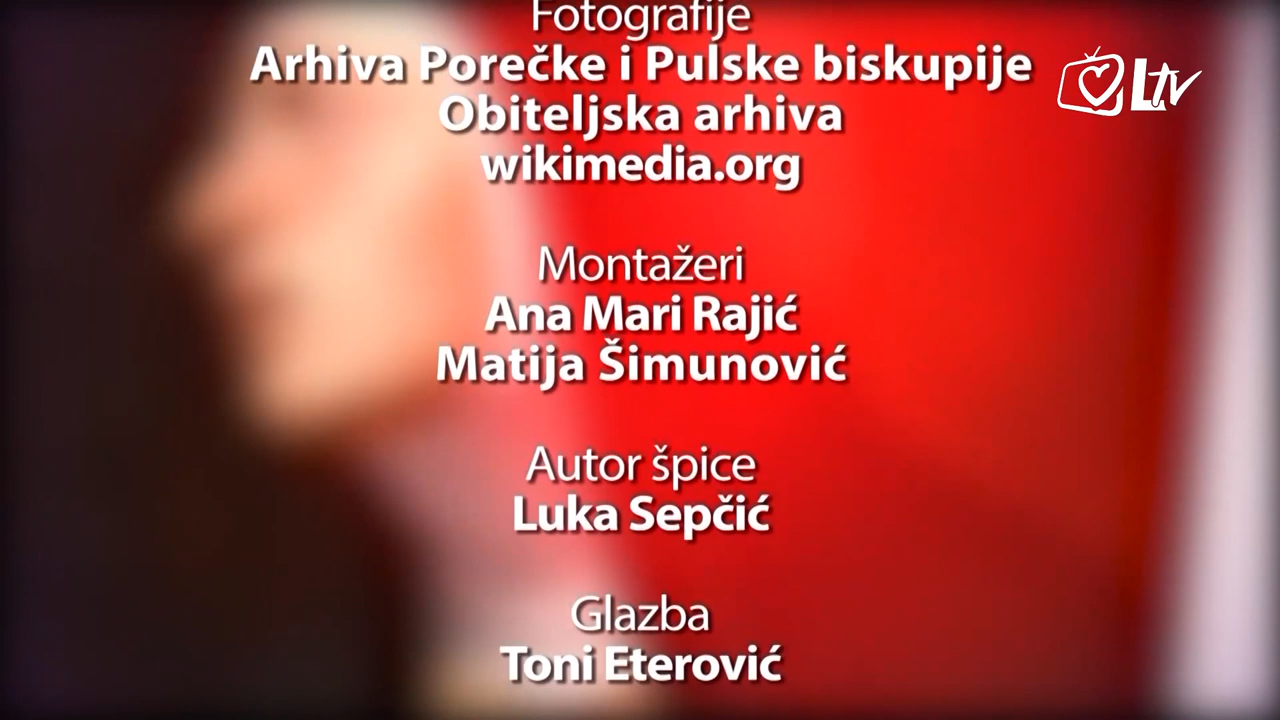 Fotografije
Arhiva Porečke i Pulske biskupije
Obiteljska arhiva
wikimedia.org
LTV
Montažeri
Ana Mari Rajić
Matija Šimunović
Autor špice
Luka Sepčić
Glazba
Toni Eterović